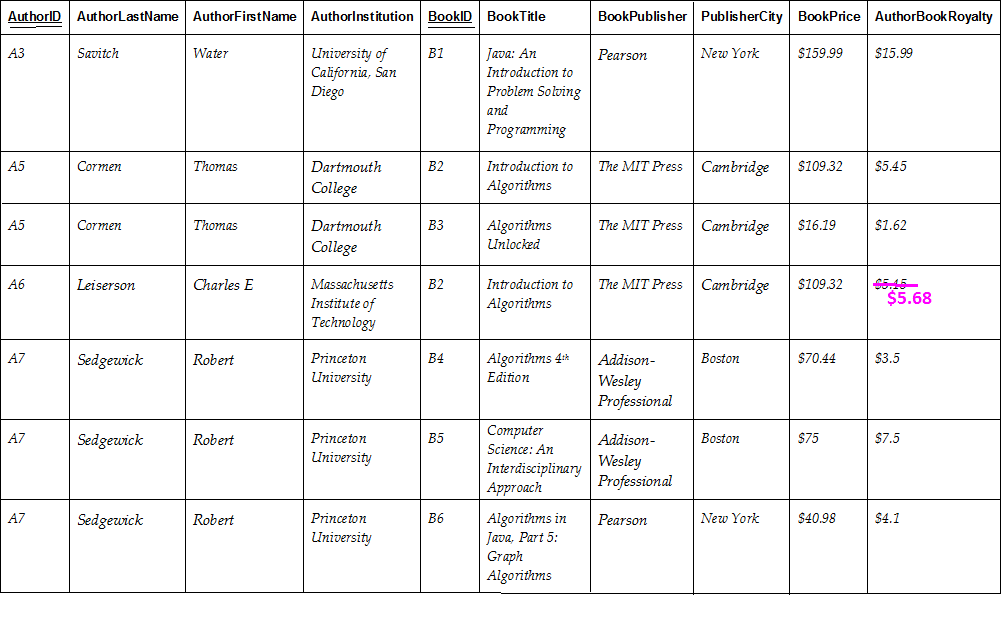 AuthorID AuthorLastName AuthorFirstName AuthorInstitution BookID BookTitle BookPublisher PublisherCity BookPrice AuthorBookRoyalty
A3 Savitch Water University of California, San Diego B1 Java: An Introduction to Problem Solving and Programming Pearson New York $159.99 $15.99
A5 Cormen Thomas Dartmouth College B2 Introduction to Algorithms The MIT Press Cambridge $109.32 $5.45
A5 Cormen Thomas Dartmouth College B3 Algorithms Unlocked The MIT Press Cambridge $16.19 $1.62
A6 Leiserson Charles E Massachusetts Institute of Technology B2 Introduction to Algorithms The MIT Press Cambridge $109.32 $5.45 $5.68
A7 Sedgewick Robert Princeton University B4 Algorithms 4th Edition Addison-Wesley Professional Boston $70.44 $3.5
A7 Sedgewick Robert Princeton University B5 Computer Science: An Interdisciplinary Approach Addison-Wesley Professional Boston $75 $7.5
A7 Sedgewick Robert Princeton University B6 Algorithms in Java, Part 5: Graph Algorithms Pearson New York $40.98 $4.1